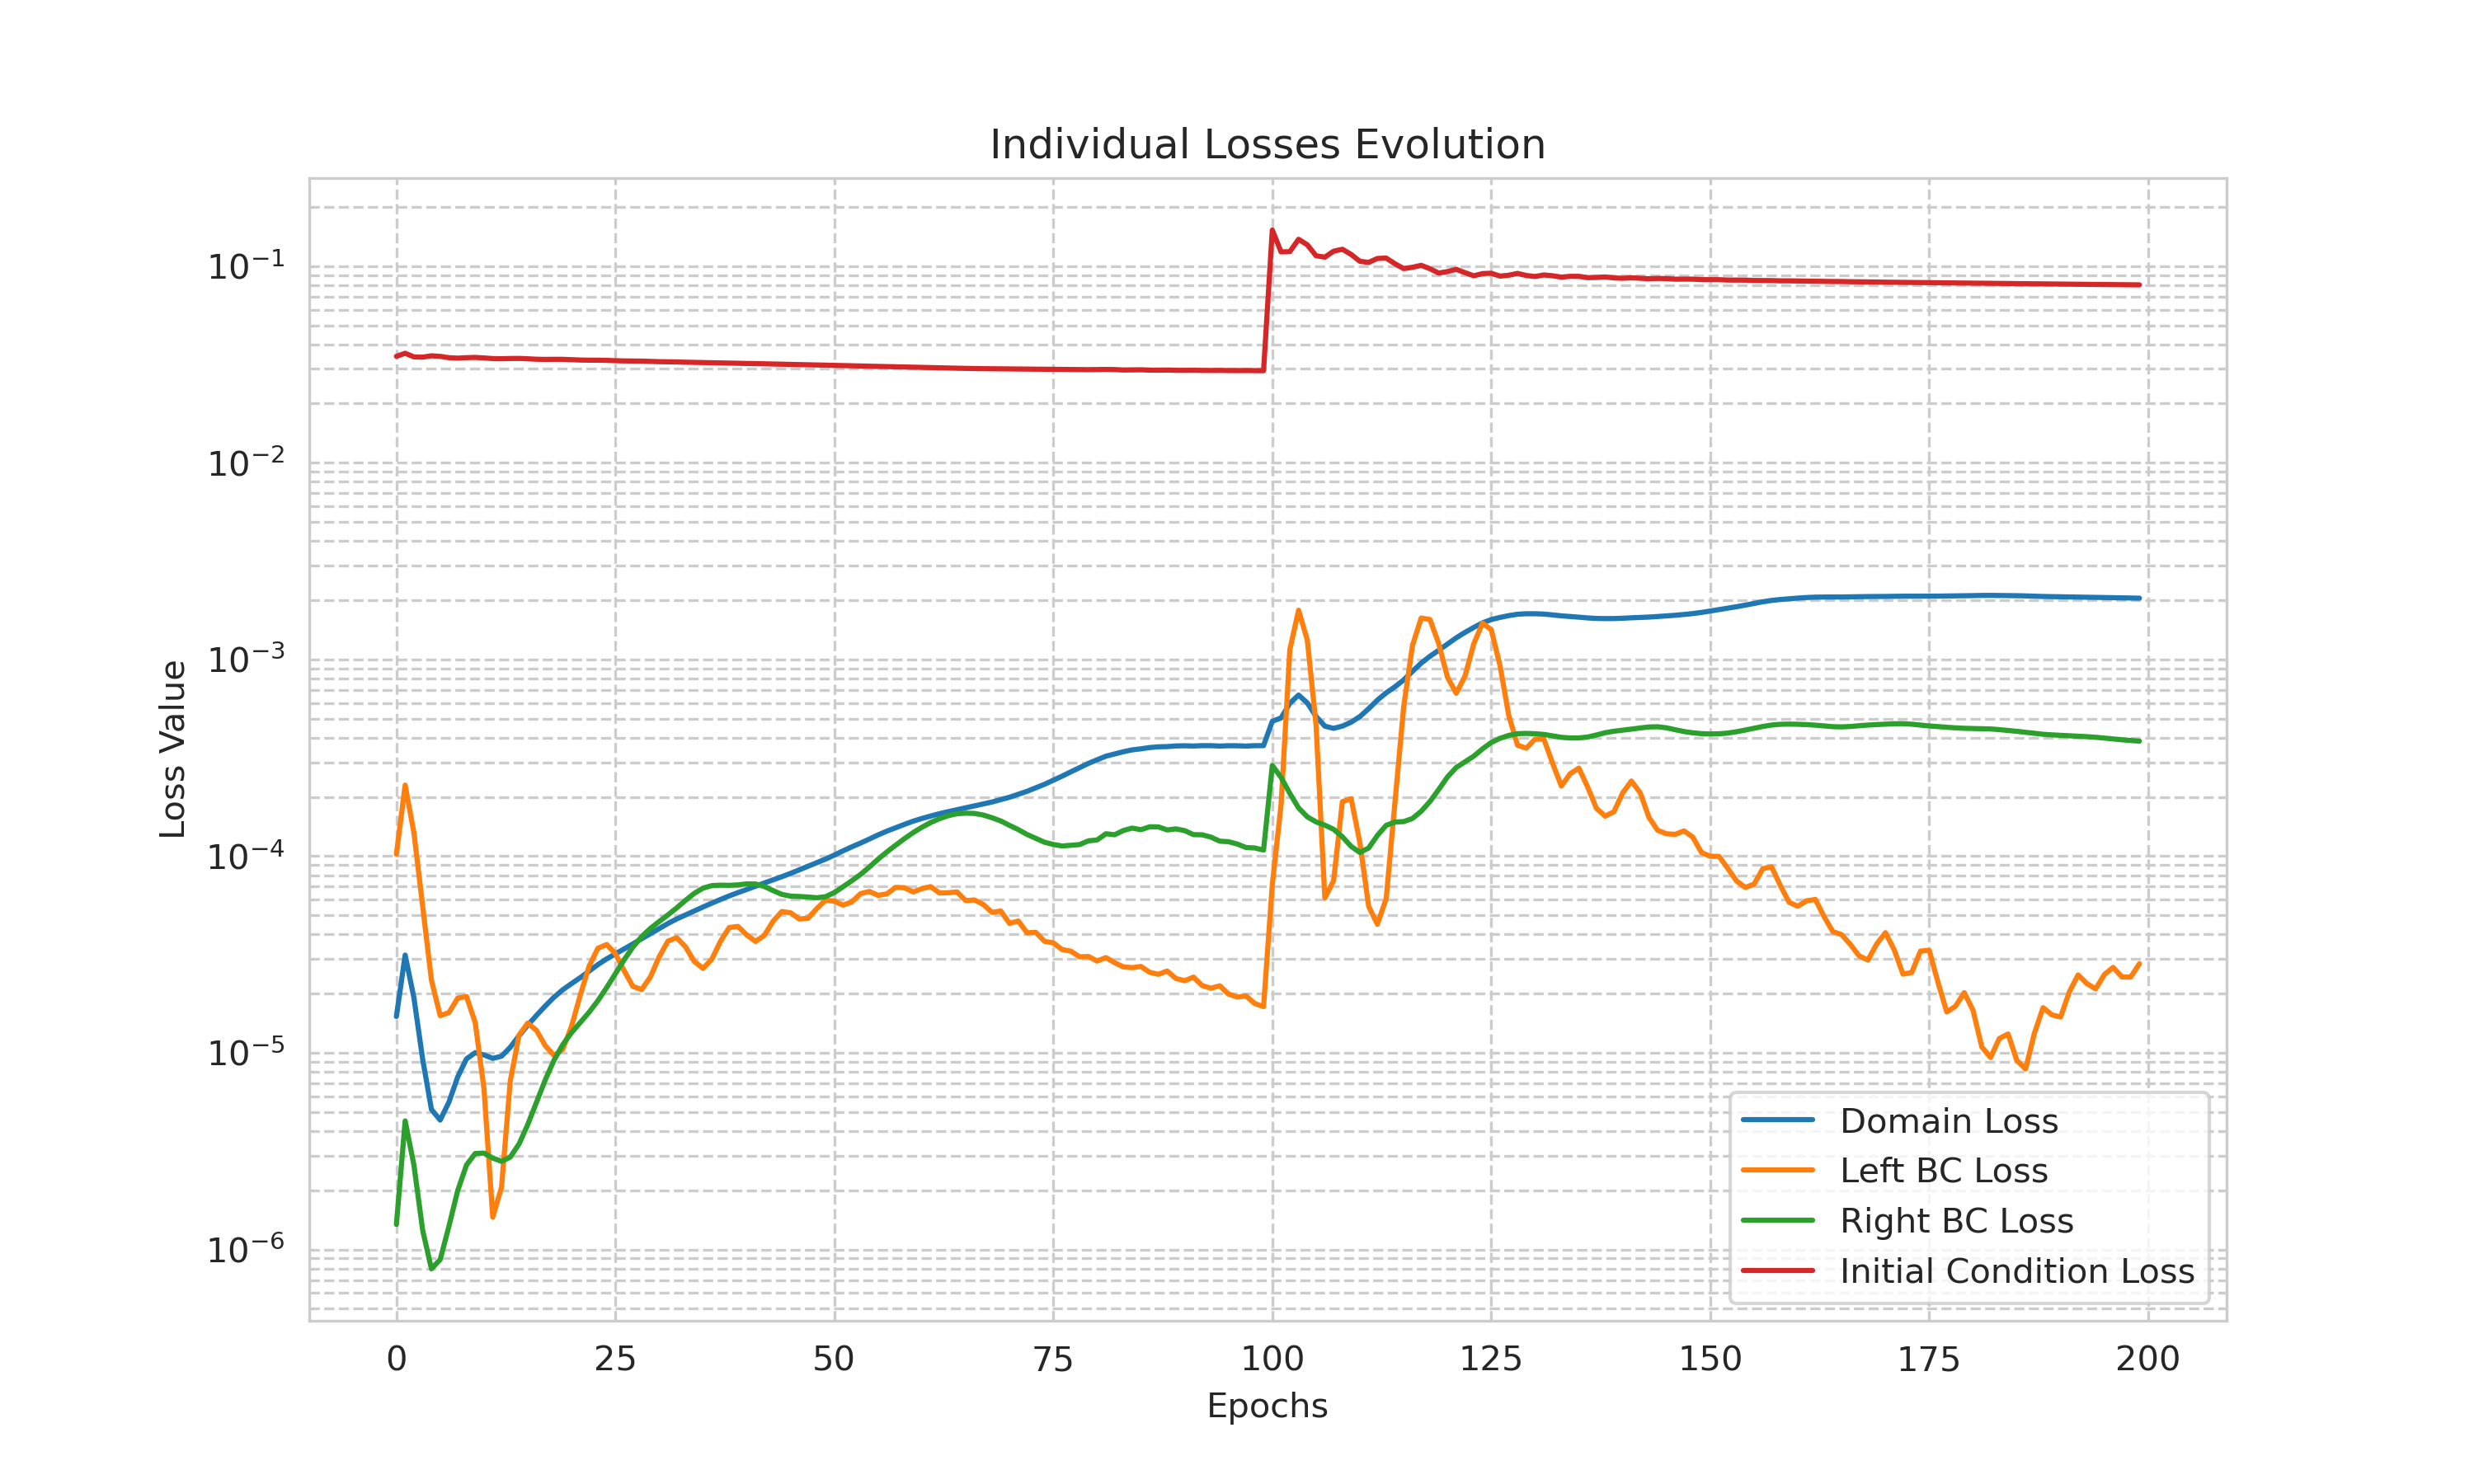 Individual Losses Evolution
Loss Value
10⁻¹
10⁻²
10⁻³
10⁻⁴
10⁻⁵
10⁻⁶
Domain Loss
Left BC Loss
Right BC Loss
Initial Condition Loss
0 25 50 75 100 125 150 175 200
Epochs